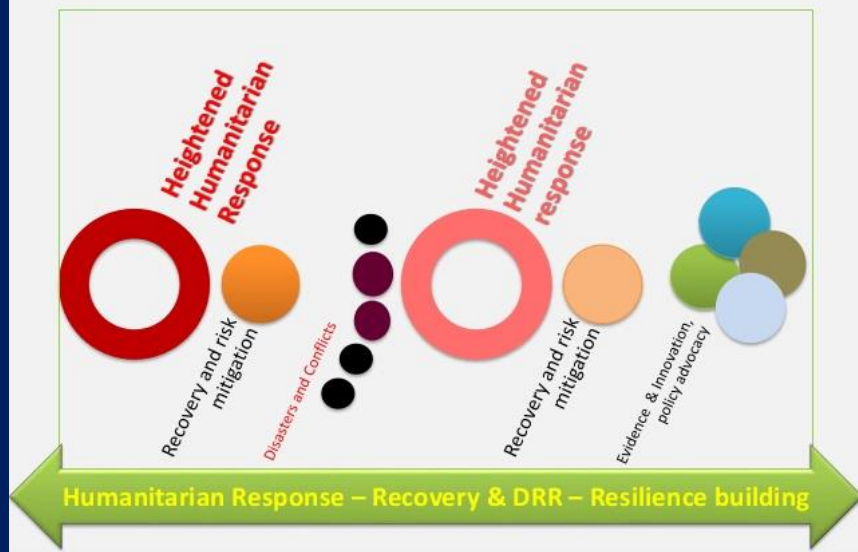 Heightened
Humanitarian
Response
Recovery and risk
mitigation
Disasters and Conflicts
Heightened
Humanitarian
response
Recovery and risk
mitigation
Evidence & Innovation,
policy advocacy
Humanitarian Response – Recovery & DRR – Resilience building